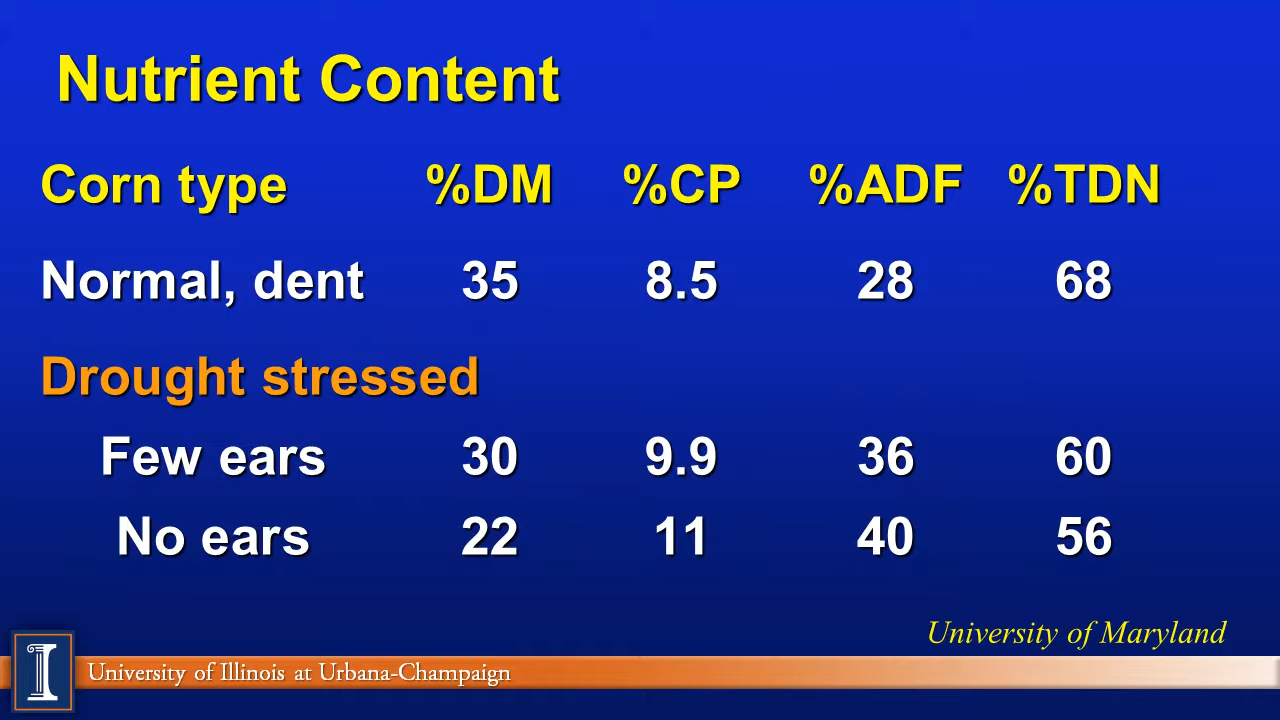 Nutrient Content
Corn type %DM %CP %ADF %TDN
Normal, dent 35 8.5 28 68
Drought stressed
Few ears 30 9.9 36 60
No ears 22 11 40 56
University of Maryland
I University of Illinois at Urbana-Champaign